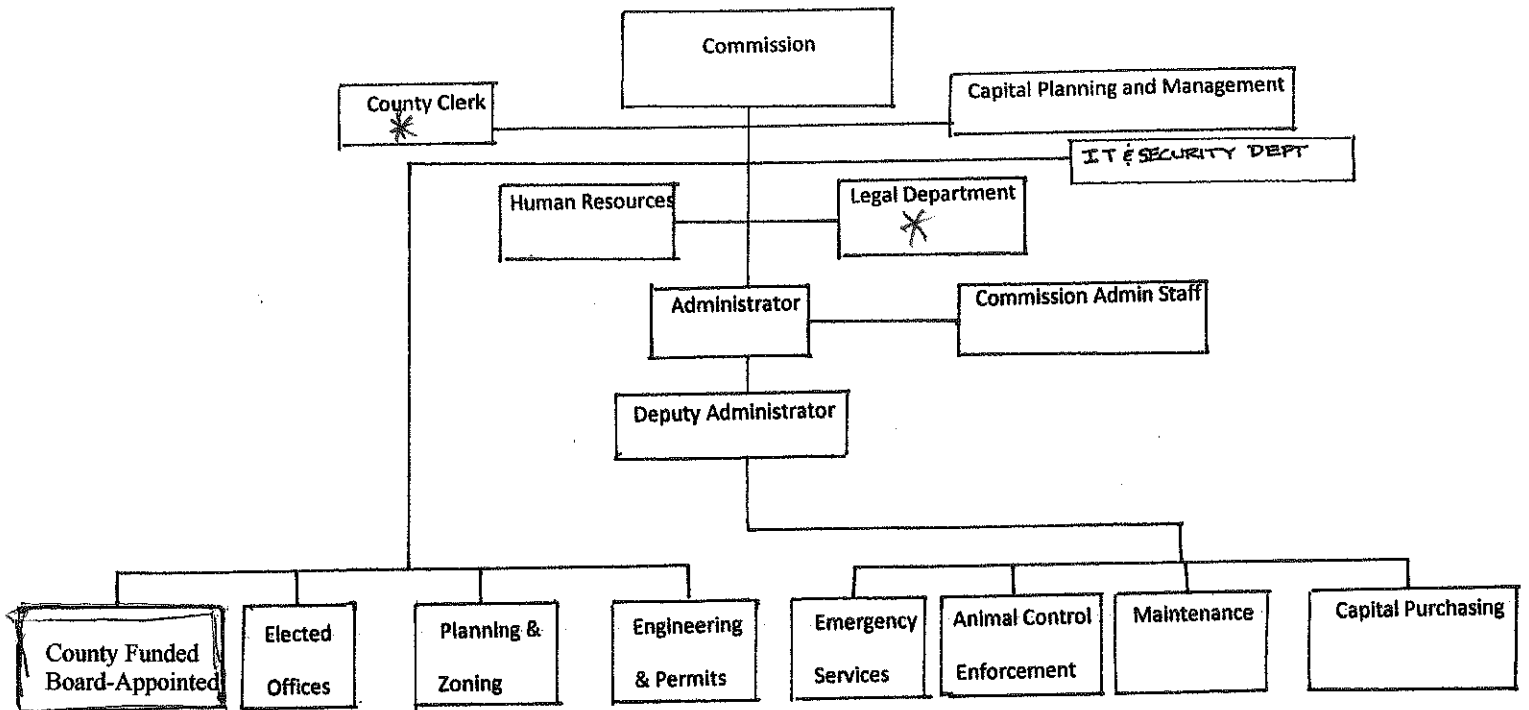 Commission
County Clerk
*
Capital Planning and Management
IT & SECURITY DEPT
Human Resources
Legal Department
*
Administrator
Commission Admin Staff
Deputy Administrator
County Funded
Board-Appointed
Elected
Offices
Planning &
Zoning
Engineering
& Permits
Emergency
Services
Animal Control
Enforcement
Maintenance
Capital Purchasing